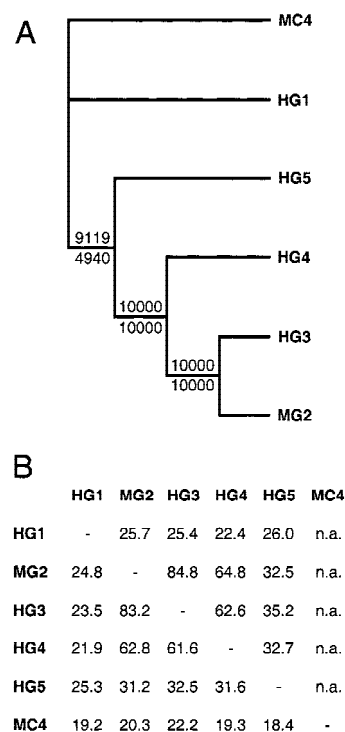 A
MC4
HG1
HG5
9119
4940
HG4
10000
10000
HG3
10000
10000
MG2
B
HG1 MG2 HG3 HG4 HG5 MC4
HG1 - 25.7 25.4 22.4 26.0 n.a.
MG2 24.8 - 84.8 64.8 32.5 n.a.
HG3 23.5 83.2 - 62.6 35.2 n.a.
HG4 21.9 62.8 61.6 - 32.7 n.a.
HG5 25.3 31.2 32.5 31.6 - n.a.
MC4 19.2 20.3 22.2 19.3 18.4 -